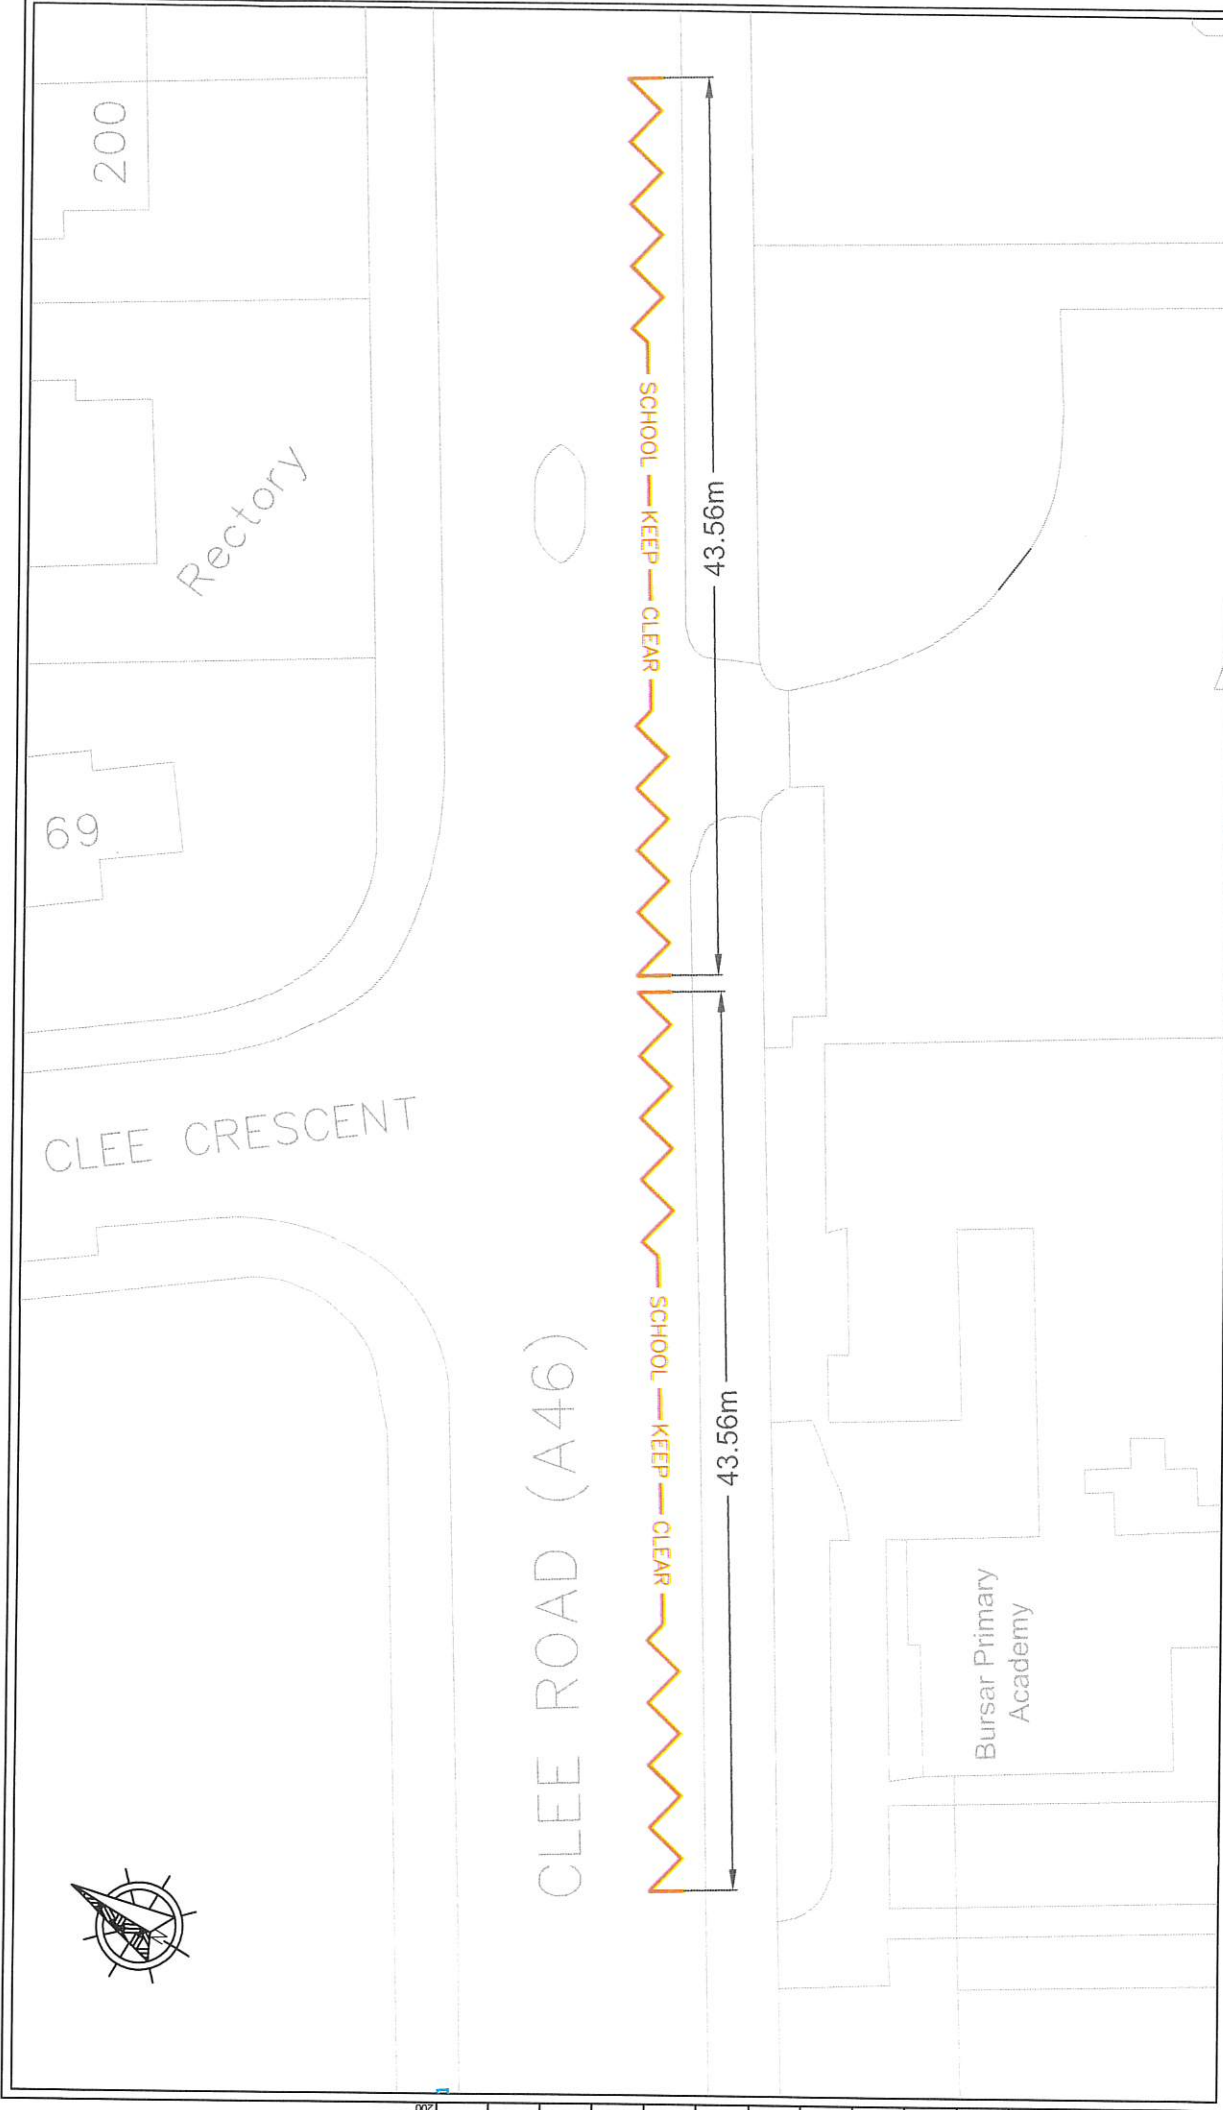 200
Rectory
69
CLEE CRESCENT
CLEE ROAD (A46)
SCHOOL KEEP CLEAR
43.56m
SCHOOL KEEP CLEAR
43.56m
Bursar Primary
Academy
N
200